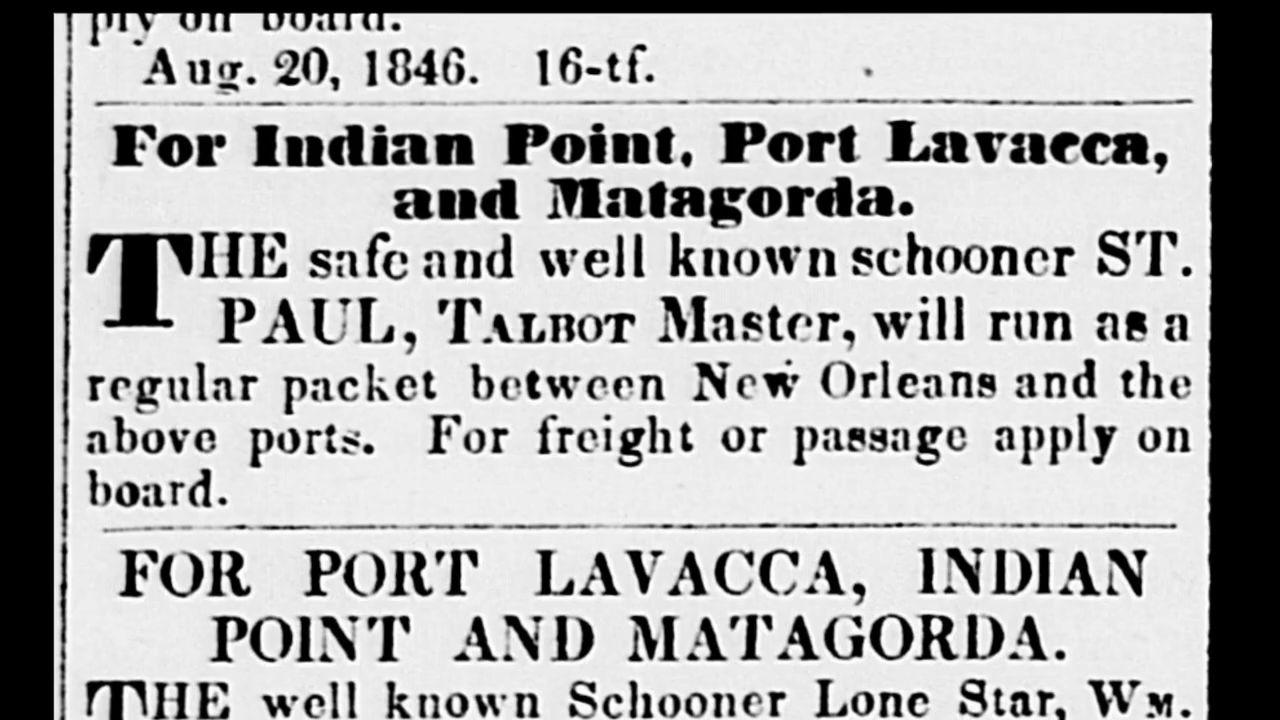 ply on board.
Aug. 20, 1846. 16-tf.
For Indian Point, Port Lavacca,
and Matagorda.
THE safe and well known schooner ST.
PAUL, TALBOT Master, will run as a
regular packet between New Orleans and the
above ports. For freight or passage apply on
board.
FOR PORT LAVACCA, INDIAN
POINT AND MATAGORDA.
THE well known Schooner Lone Star, WM.